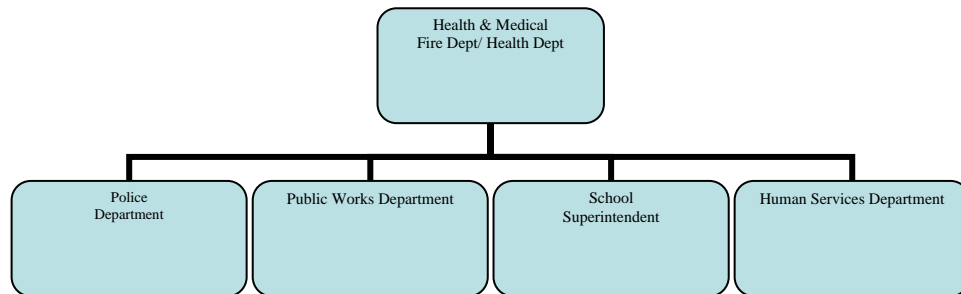 Health & Medical
Fire Dept/ Health Dept
Police
Department
Public Works Department
School
Superintendent
Human Services Department